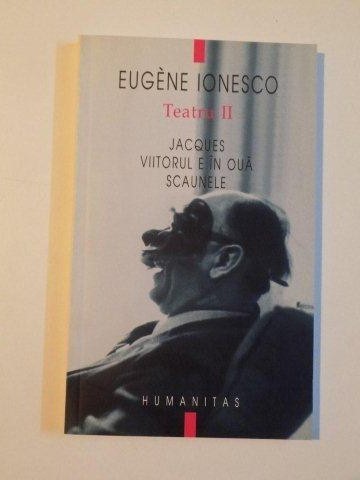 EUGÈNE IONESCO
Teatru II
JACQUES
VIITORUL E ÎN OUĂ
SCAUNELE
HUMANITAS